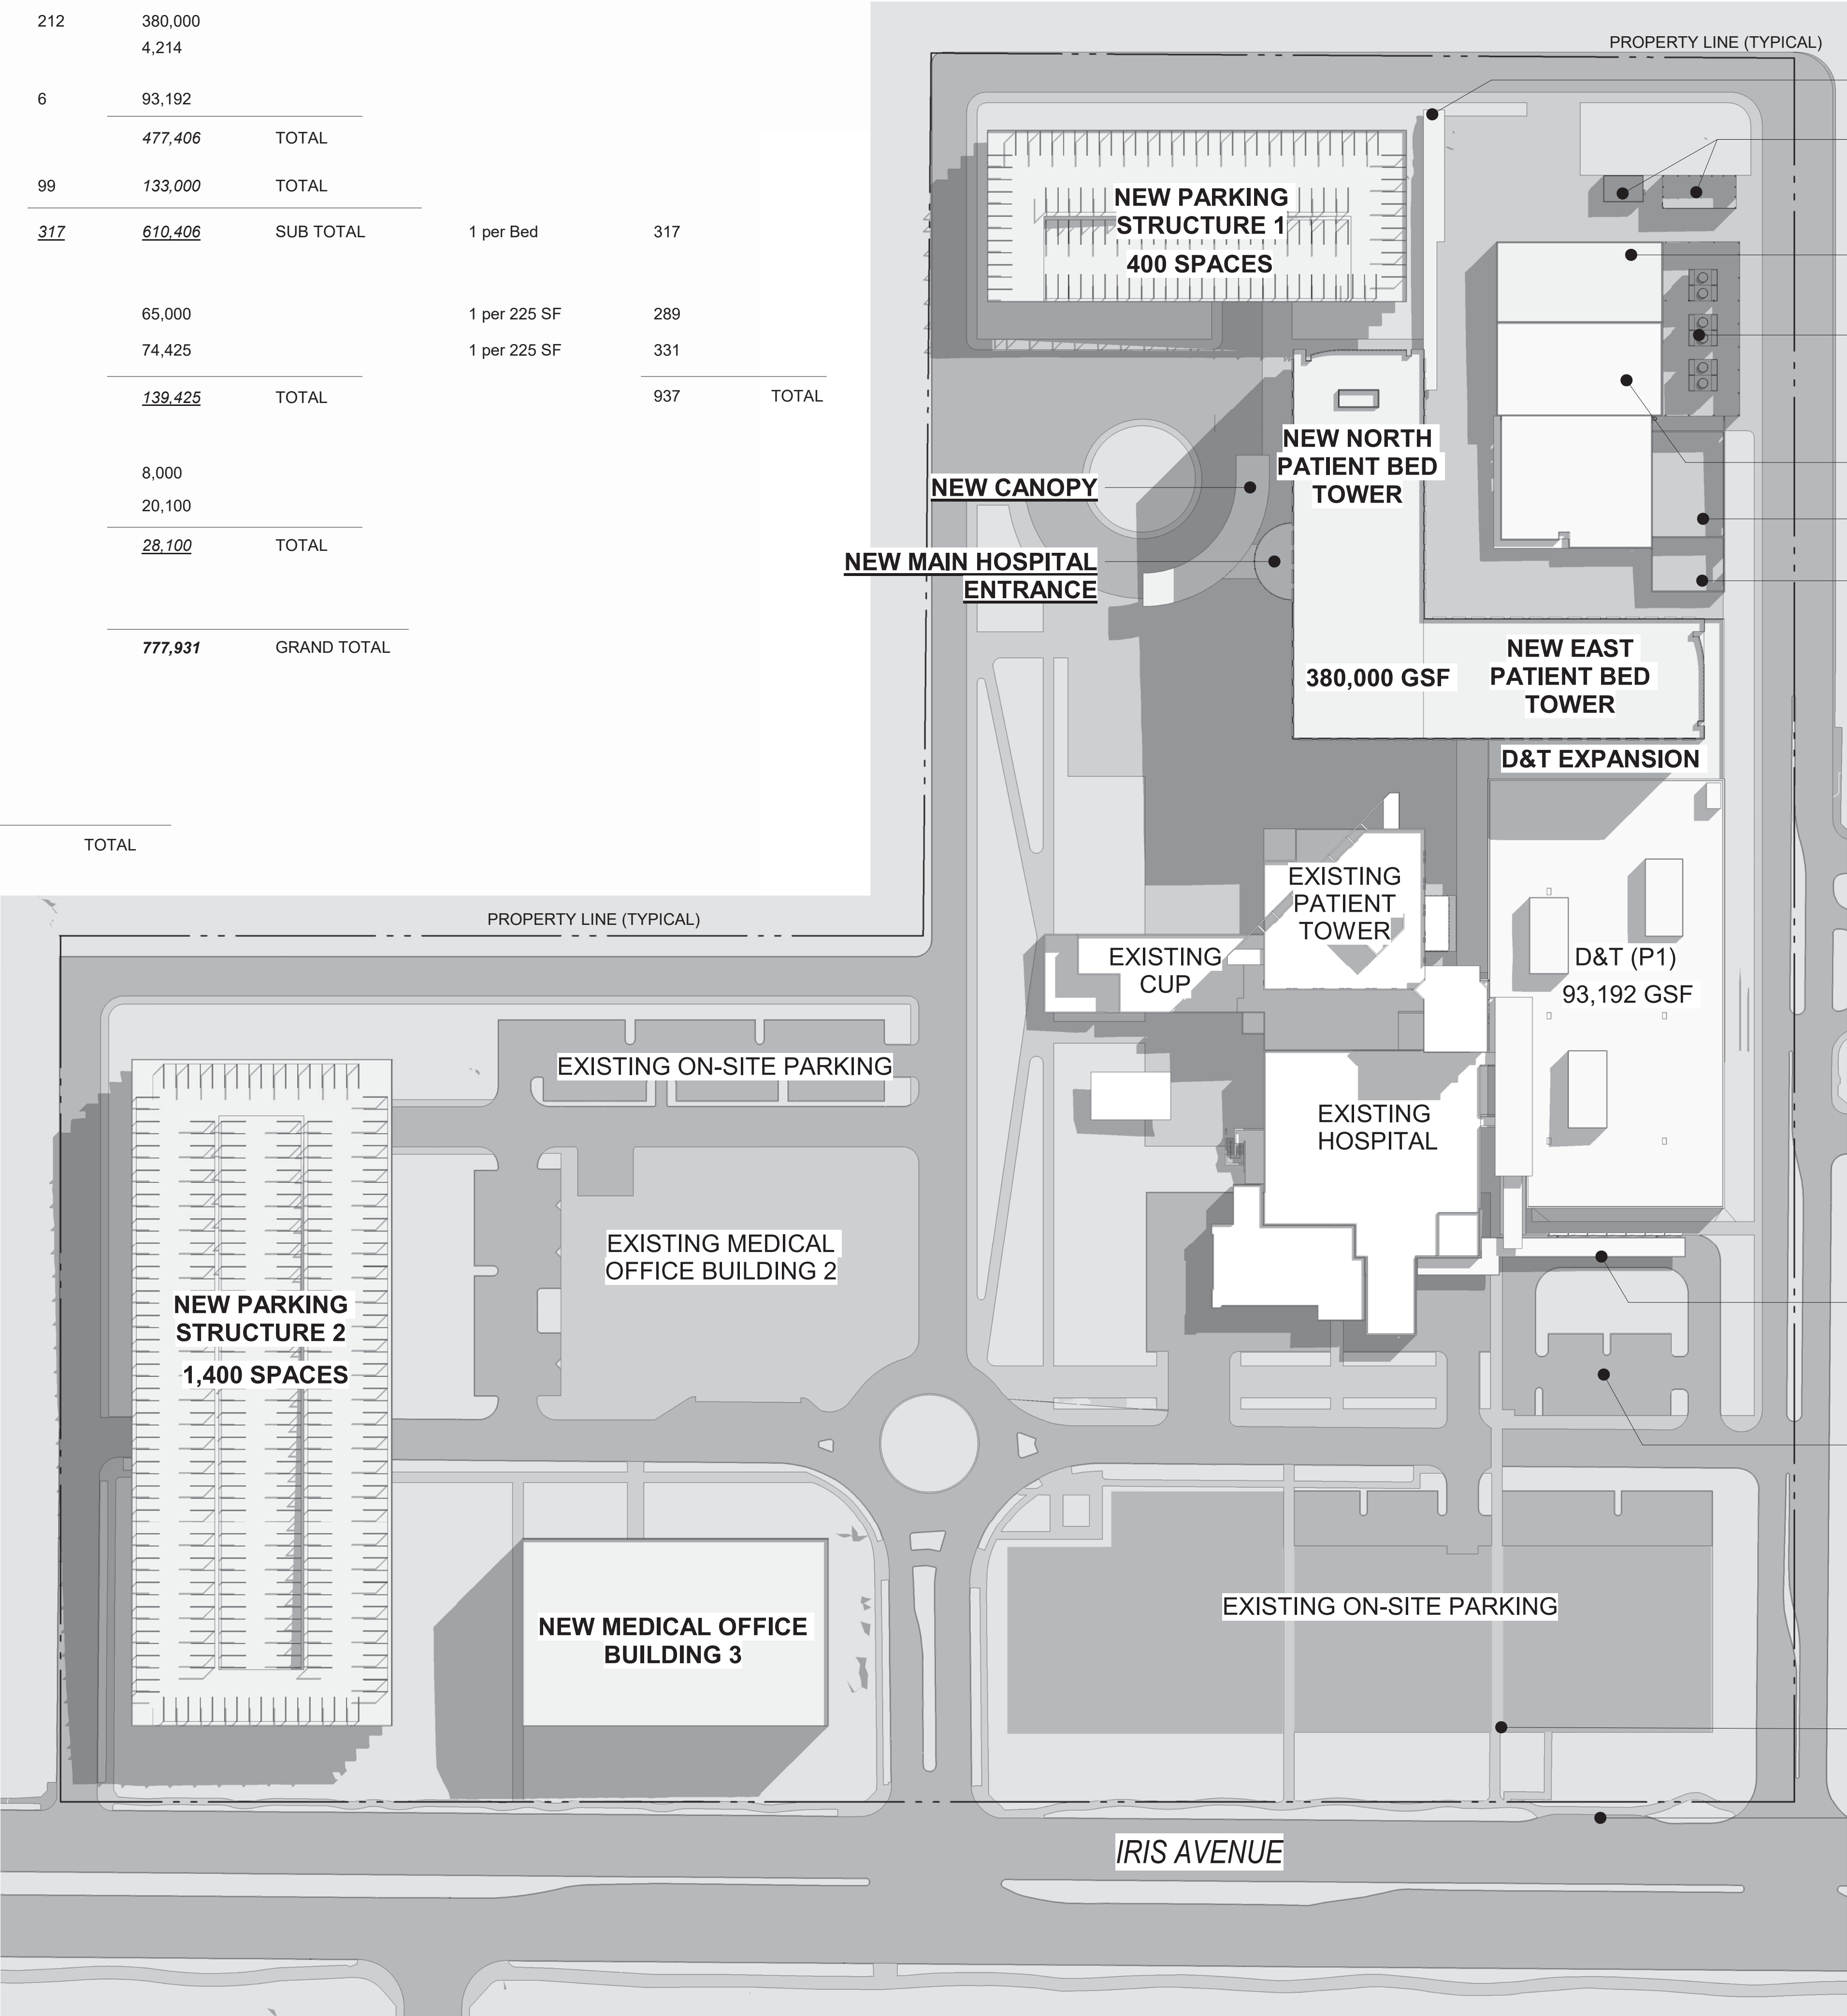 212 380,000
4,214
6 93,192
477,406 TOTAL
99 133,000 TOTAL
317 610,406 SUB TOTAL 1 per Bed 317
65,000 1 per 225 SF 289
74,425 1 per 225 SF 331
139,425 TOTAL 937 TOTAL
8,000
20,100
28,100 TOTAL
777,931 GRAND TOTAL
TOTAL
PROPERTY LINE (TYPICAL)
NEW PARKING
STRUCTURE 1
400 SPACES
NEW NORTH
PATIENT BED
TOWER
NEW CANOPY
NEW MAIN HOSPITAL
ENTRANCE
380,000 GSF
NEW EAST
PATIENT BED
TOWER
D&T EXPANSION
EXISTING
PATIENT
TOWER
PROPERTY LINE (TYPICAL)
EXISTING
CUP
D&T (P1)
93,192 GSF
EXISTING ON-SITE PARKING
EXISTING
HOSPITAL
EXISTING MEDICAL
OFFICE BUILDING 2
NEW PARKING
STRUCTURE 2
1,400 SPACES
NEW MEDICAL OFFICE
BUILDING 3
EXISTING ON-SITE PARKING
IRIS AVENUE